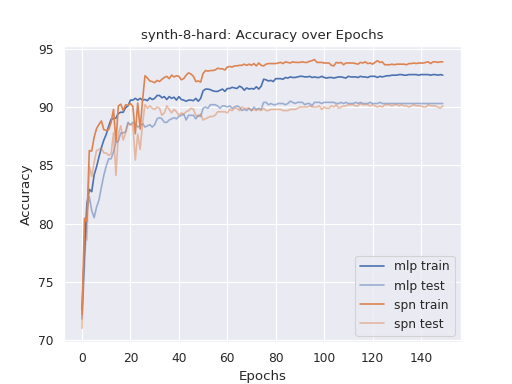 synth-8-hard: Accuracy over Epochs
95
90
85
80
75
70
Accuracy
0 20 40 60 80 100 120 140
Epochs
mlp train
mlp test
spn train
spn test